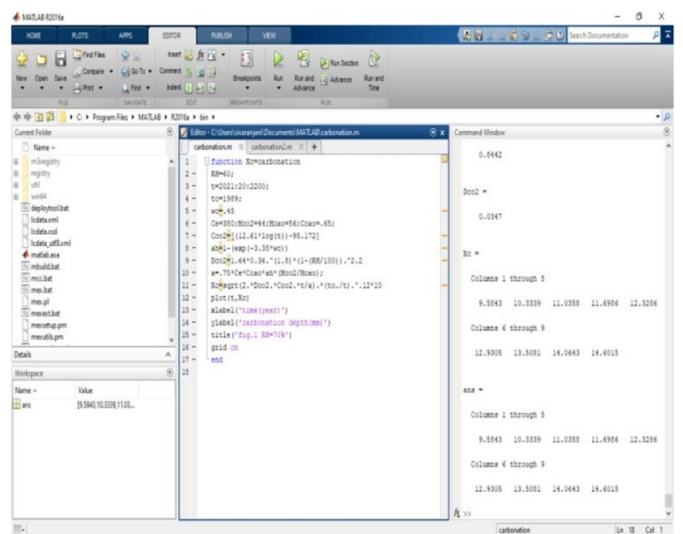 MATLAB R2016a
HOME PLOTS APPS EDITOR PUBLISH VIEW
Search Documentation
New Open Save Find Files Compare Print
Go To Find
Insert Comment Indent
Breakpoints
Run Run and Advance Run Section Advance Run and Time
FILE NAVIGATE EDIT BREAKPOINTS RUN
C: ▸ Program Files ▸ MATLAB ▸ R2016a ▸ bin ▸
Current Folder
Name
m3iregistry
registry
util
win64
deploytool.bat
lcdata.xml
lcdata.xsd
lcdata_utf8.xml
matlab.exe
mbuild.bat
mcc.bat
mex.bat
mex.pl
mexext.bat
mexsetup.pm
mexutils.pm
Details
Workspace
Name Value
ans [9.5843,10.3339,11.03...
Editor - C:\Users\sivaranjani\Documents\MATLAB\carbonation.m
carbonation.m carbonation2.m
1 function Xc=carbonation
2 RH=60;
3 t=2021:20:2200;
4 to=1989;
5 wc=.45
6 Ce=380;Mco2=44;Mcao=56;Ccao=.65;
7 Cco2=[(12.61*log(t))-95.172]
8 ah=1-(exp(-3.38*wc))
9 Dco2=1.64*0.36.^(1.8)*(1-(RH/100)).^2.2
10 a=.75*Ce*Ccao*ah*(Mco2/Mcao);
11 Xc=sqrt(2.*Dco2.*Cco2.*t/a).*(to./t).^.12*10
12 plot(t,Xc)
13 xlabel('time(year)')
14 ylabel('carbonation depth(mm)')
15 title('fig.1 RH=70%')
16 grid on
17 end
18
Command Window
0.8442
Dco2 =
0.0347
Xc =
Columns 1 through 5
9.5843 10.3339 11.0358 11.6986 12.3286
Columns 6 through 9
12.9305 13.5081 14.0643 14.6015
ans =
Columns 1 through 5
9.5843 10.3339 11.0358 11.6986 12.3286
Columns 6 through 9
12.9305 13.5081 14.0643 14.6015
fx >>
carbonation Ln 18 Col 1